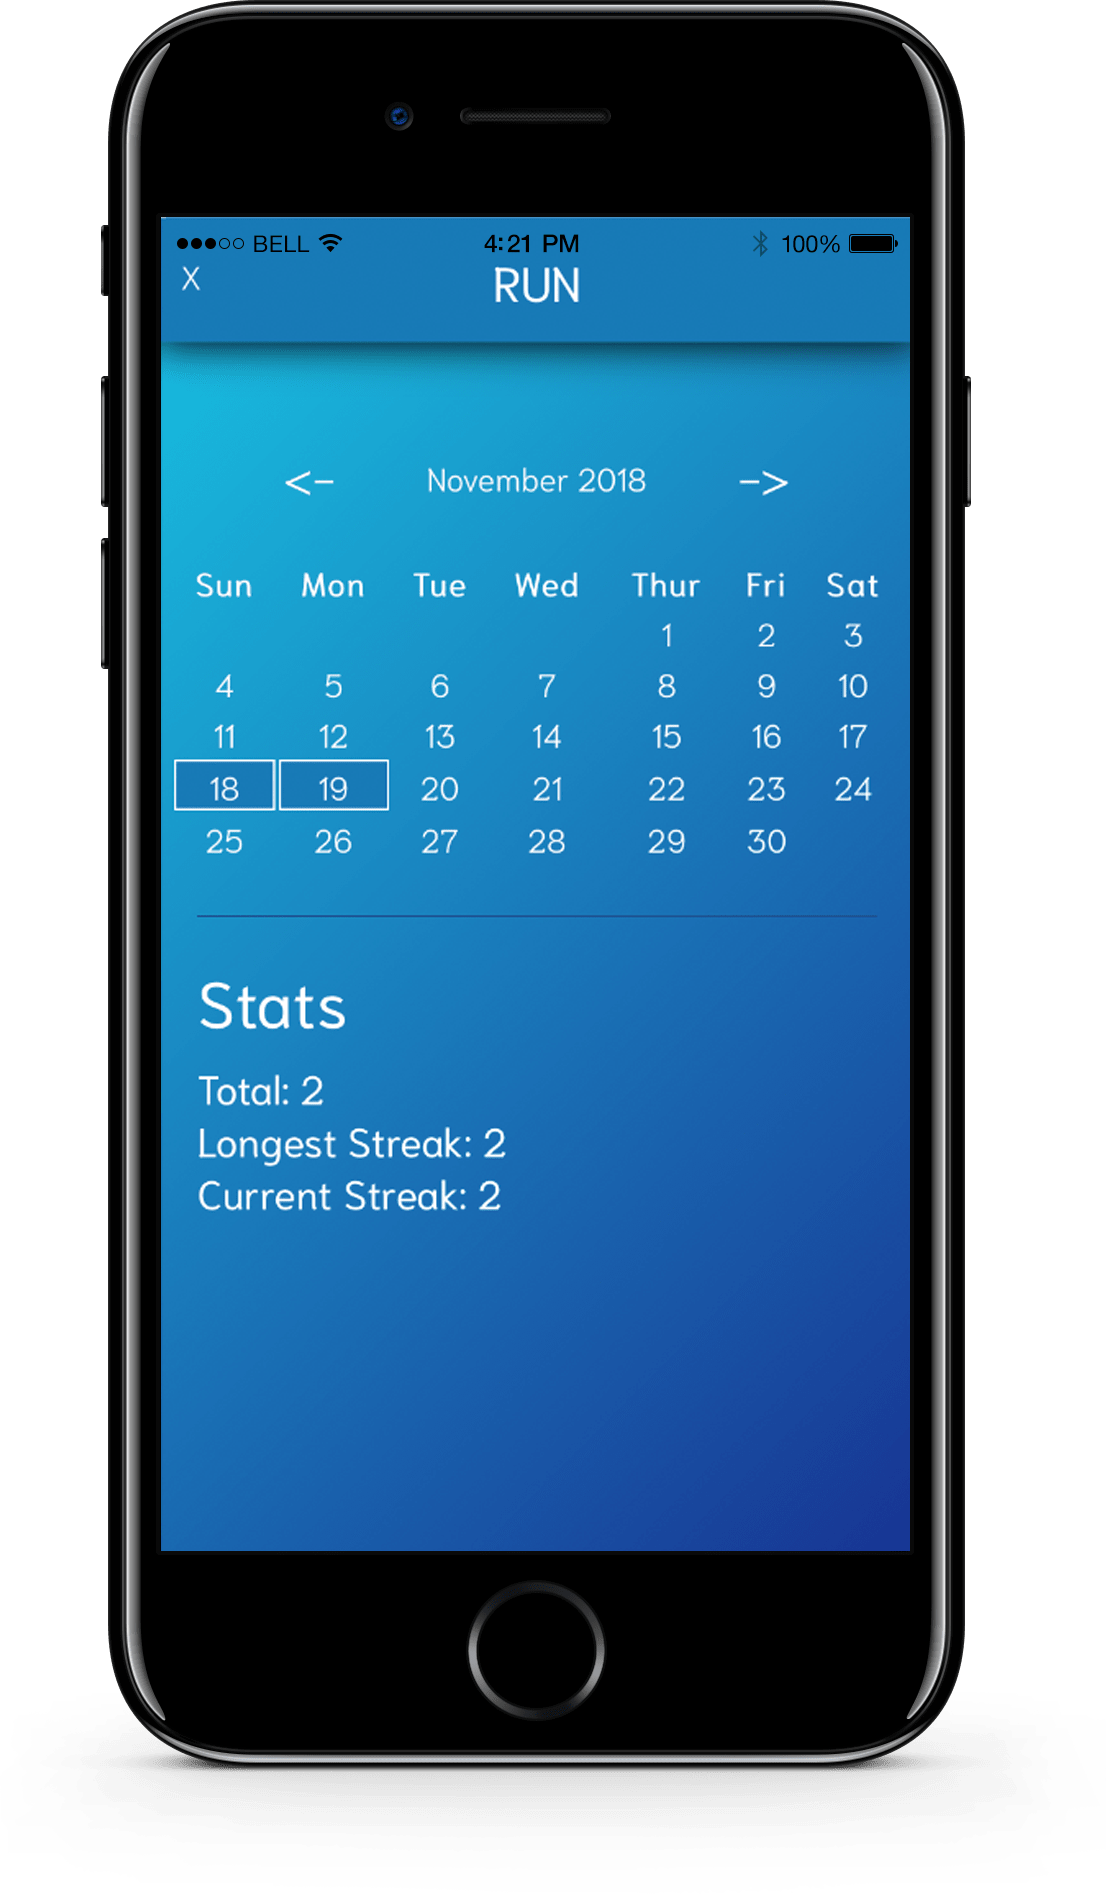 BELL 4:21 PM 100%
X RUN
<- November 2018 ->
Sun Mon Tue Wed Thur Fri Sat
1 2 3
4 5 6 7 8 9 10
11 12 13 14 15 16 17
18 19 20 21 22 23 24
25 26 27 28 29 30
Stats
Total: 2
Longest Streak: 2
Current Streak: 2